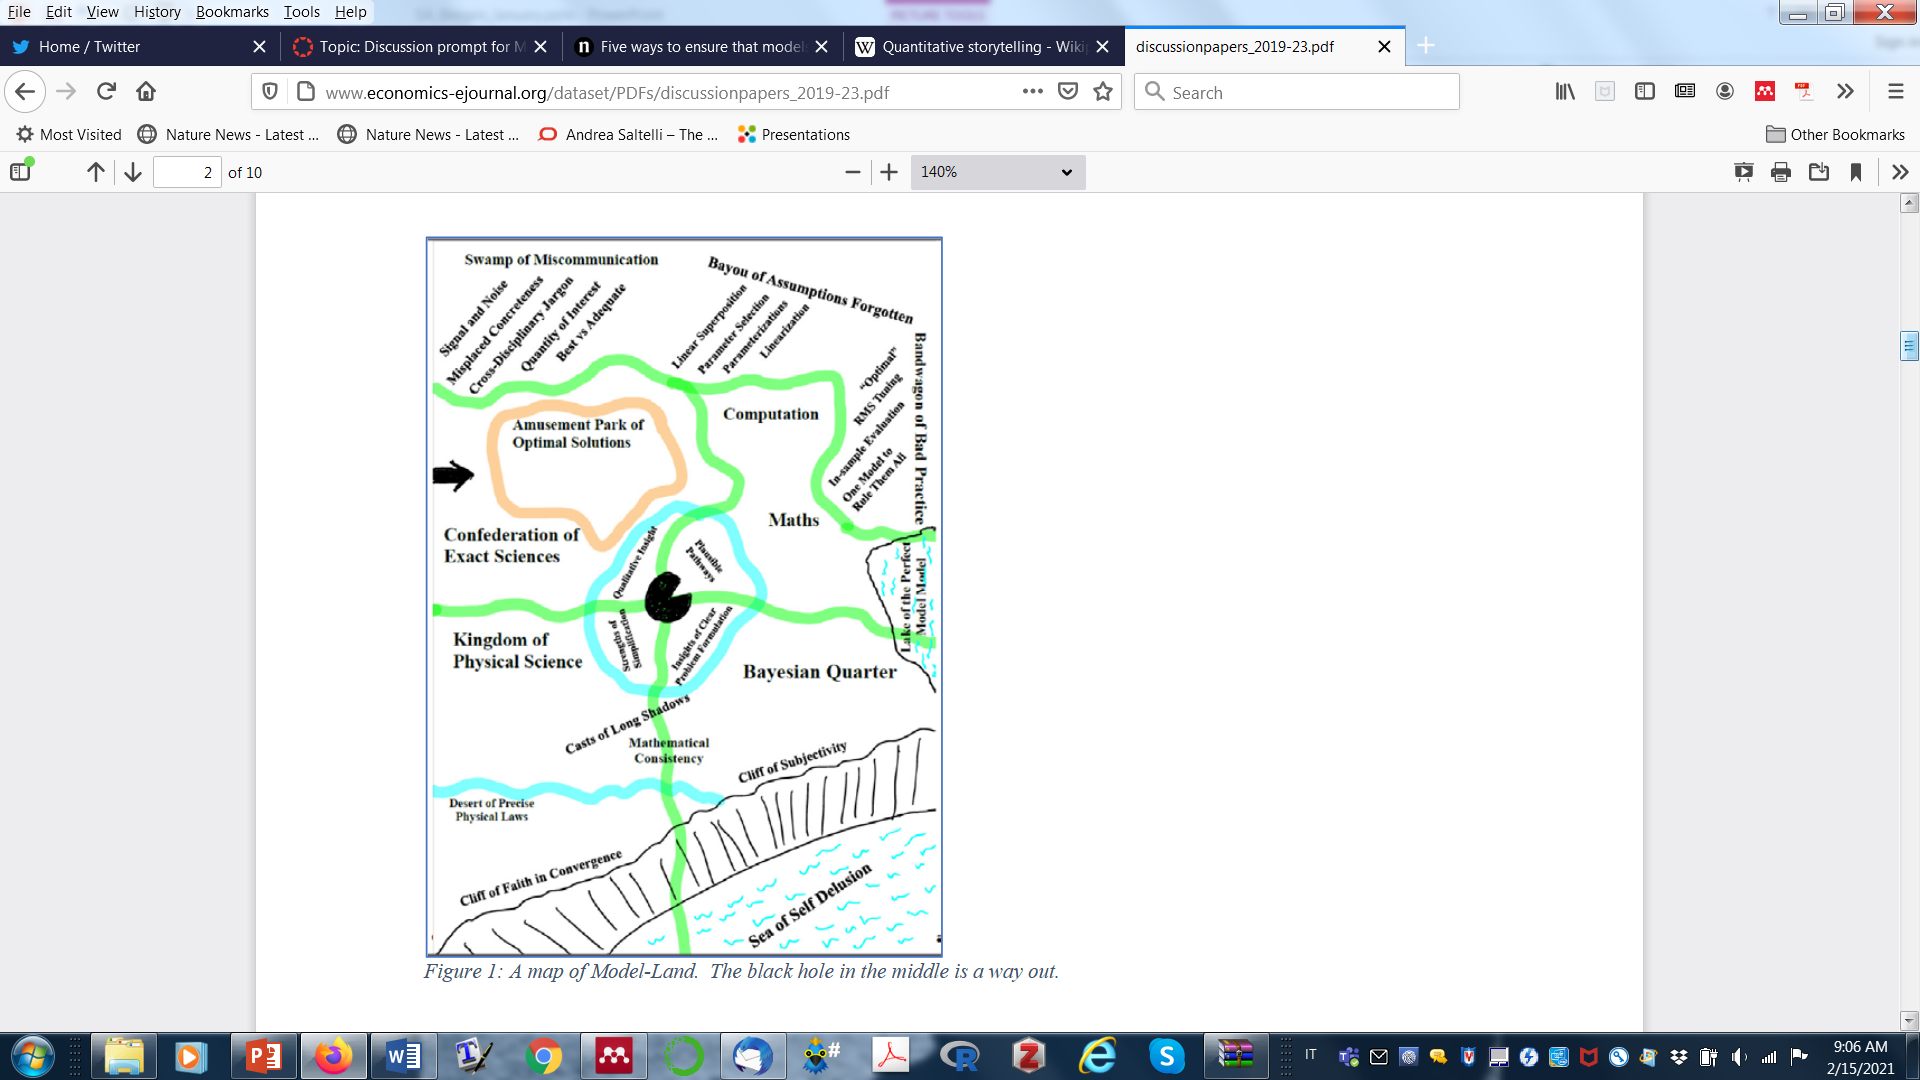 File Edit View History Bookmarks Tools Help
Home / Twitter
Topic: Discussion prompt for M
Five ways to ensure that model
Quantitative storytelling - Wiki
discussionpapers_2019-23.pdf
www.economics-ejournal.org/dataset/PDFs/discussionpapers_2019-23.pdf
Search
Most Visited
Nature News - Latest ...
Nature News - Latest ...
Andrea Saltelli – The ...
Presentations
Other Bookmarks
2 of 10
140%
Swamp of Miscommunication
Signal and Noise
Misplaced Concreteness
Cross-Disciplinary Jargon
Quantity of Interest
Best vs Adequate
Bayou of Assumptions Forgotten
Linear Superposition
Parameter Selection
Parameterizations
Linearization
Bandwagon of Bad Practice
"Optimal"
RMS Tuning
In-sample Evaluation
One Model to
Rule Them All
Computation
Amusement Park of
Optimal Solutions
Maths
Confederation of
Exact Sciences
Qualitative Insight
Plausible
Pathways
Strengths of
Simplification
Insights of Clear
Problem Formulation
Lake of the Perfect
Model Model
Kingdom of
Physical Science
Bayesian Quarter
Casts of Long Shadows
Mathematical
Consistency
Cliff of Subjectivity
Desert of Precise
Physical Laws
Cliff of Faith in Convergence
Sea of Self Delusion
Figure 1: A map of Model-Land. The black hole in the middle is a way out.
IT
9:06 AM
2/15/2021